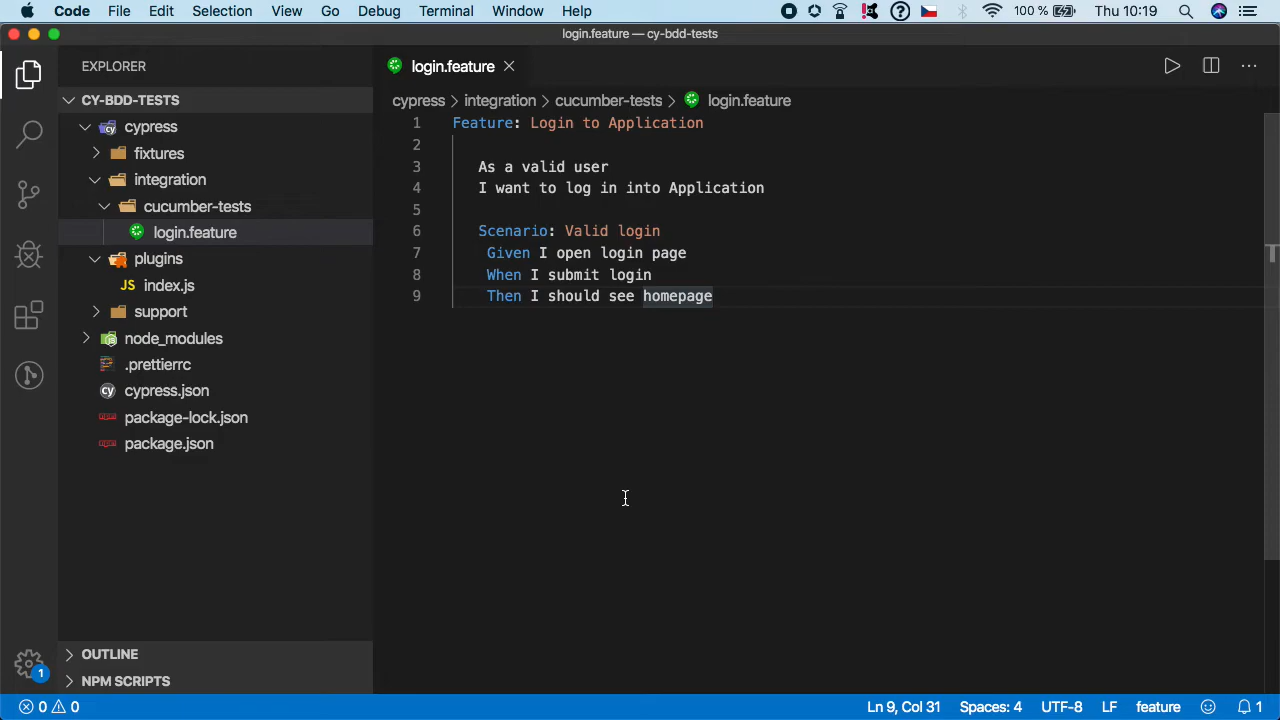 Code File Edit Selection View Go Debug Terminal Window Help 100 % Thu 10:19
login.feature — cy-bdd-tests
EXPLORER
login.feature
CY-BDD-TESTS
cypress
fixtures
integration
cucumber-tests
login.feature
plugins
JS index.js
support
node_modules
.prettierrc
cy cypress.json
package-lock.json
package.json
OUTLINE
NPM SCRIPTS
1
cypress > integration > cucumber-tests > login.feature
1 Feature: Login to Application
2
3 As a valid user
4 I want to log in into Application
5
6 Scenario: Valid login
7 Given I open login page
8 When I submit login
9 Then I should see homepage
0 0 Ln 9, Col 31 Spaces: 4 UTF-8 LF feature 1